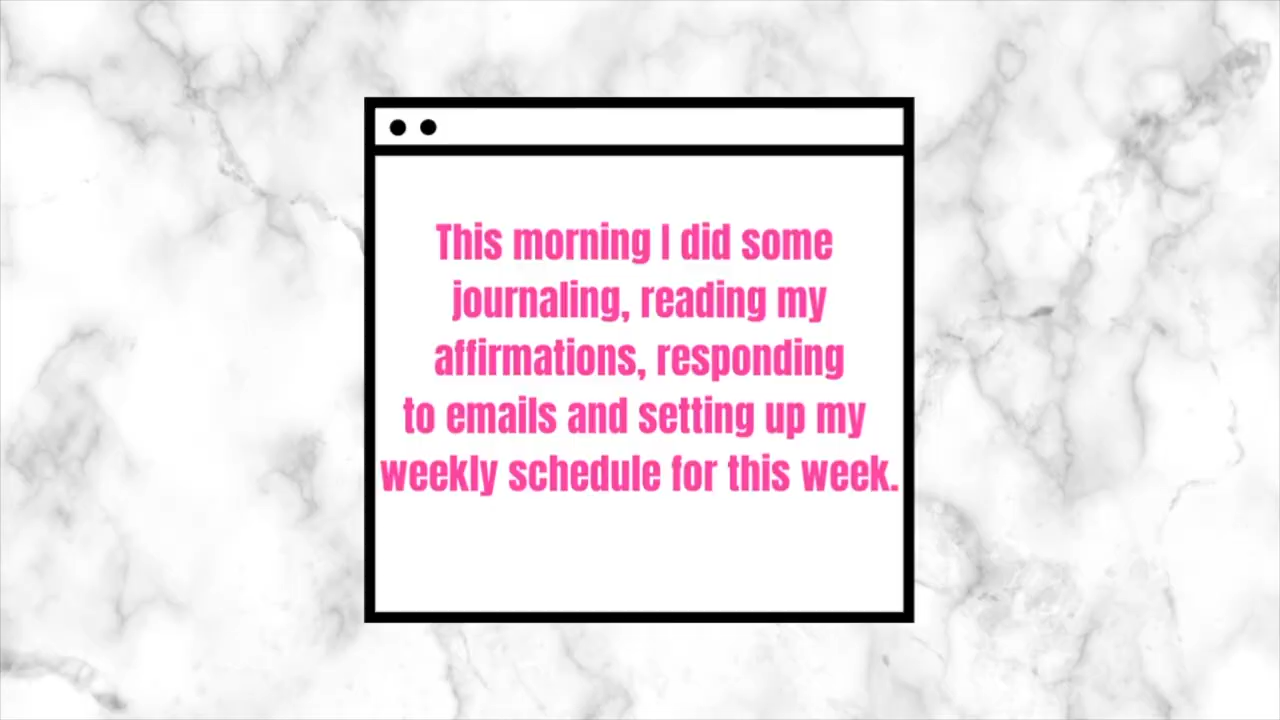 This morning I did some
journaling, reading my
affirmations, responding
to emails and setting up my
weekly schedule for this week.